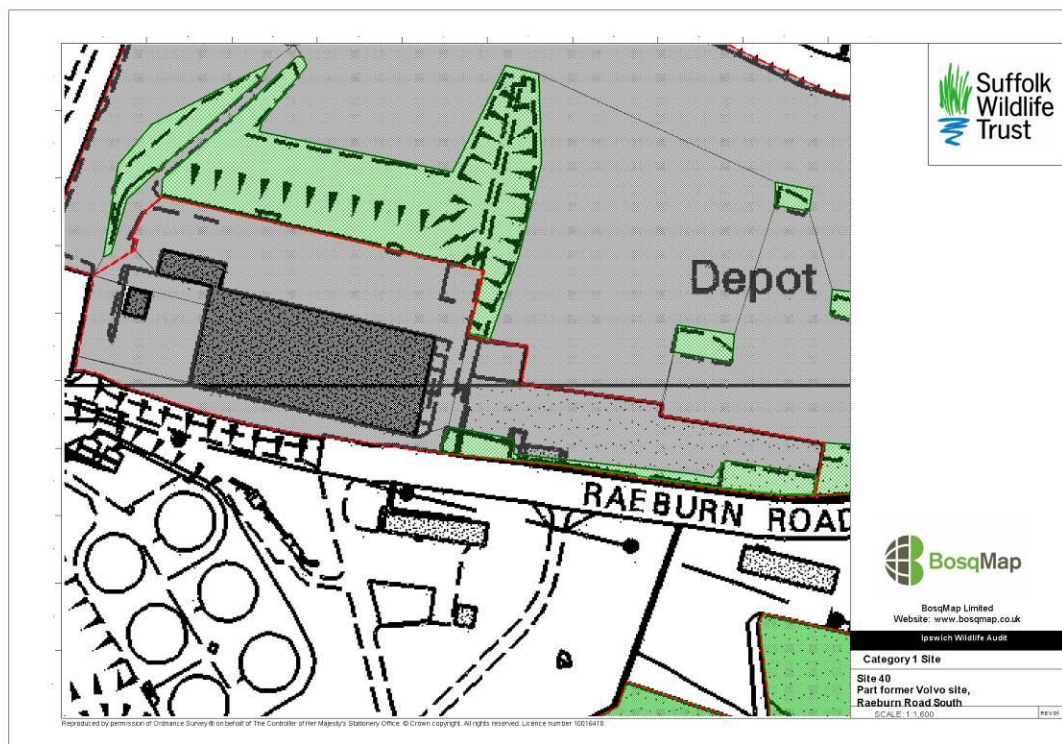 Suffolk
Wildlife
Trust
Depot
RAEBURN ROAD
BosqMap
BosqMap Limited
Website: www.bosqmap.co.uk
Ipswich Wildlife Audit
Category 1 Site
Site 40
Part former Volvo site,
Raeburn Road South
SCALE: 1:1,600
REV01
Reproduced by permission of Ordnance Survey ® on behalf of The Controller of Her Majesty's Stationery Office © Crown copyright. All rights reserved. Licence number 10016418